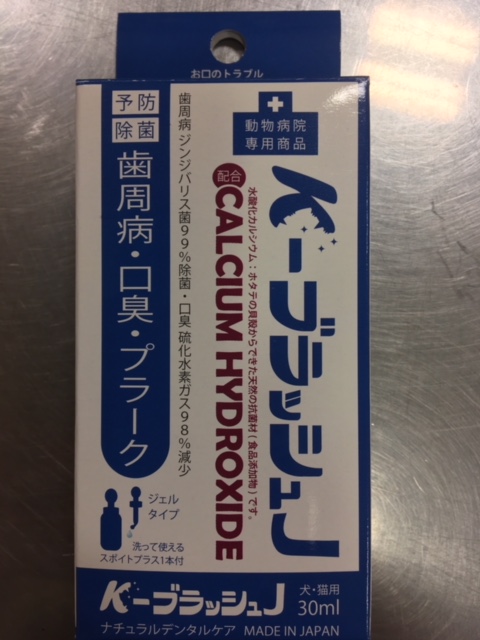 お口のトラブル
動物病院
専用商品
K-ブラッシュJ
水酸化カルシウム：ホタテの貝殻からできた天然の抗菌材(食品添加物)です。
配合 CALCIUM HYDROXIDE
歯周病 ジンジバリス菌99%除菌・口臭 硫化水素ガス98%減少
予防
除菌
歯周病・口臭・プラーク
ジェル
タイプ
洗って使える
スポイトプラス1本付
K-ブラッシュJ
犬・猫用
30ml
ナチュラルデンタルケア MADE IN JAPAN